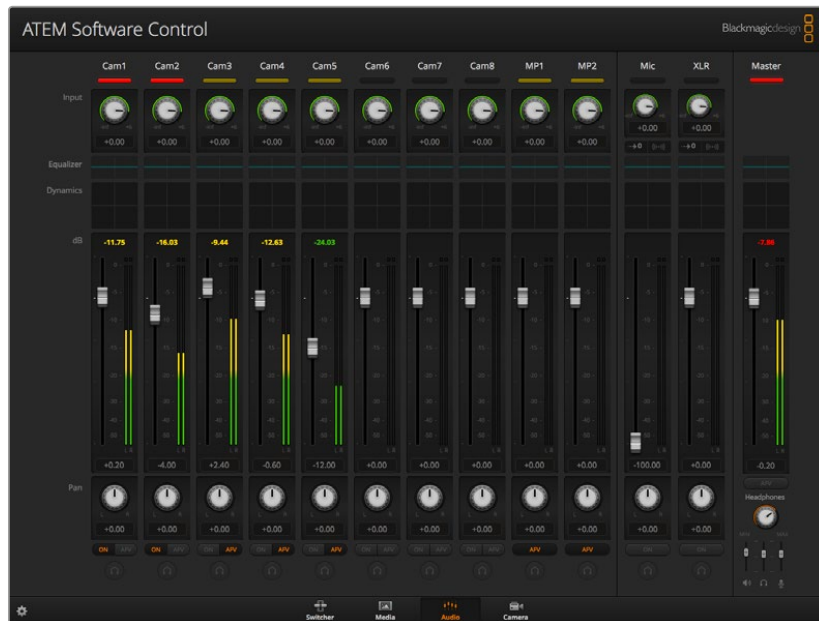 ATEM Software Control
Blackmagicdesign
Cam1 Cam2 Cam3 Cam4 Cam5 Cam6 Cam7 Cam8 MP1 MP2 Mic XLR Master
Input
+0.00 +0.00 +0.00 +0.00 +0.00 +0.00 +0.00 +0.00 +0.00 +0.00 +0.00 +0.00
Equalizer
Dynamics
dB -11.75 -16.03 -9.44 -12.63 -24.03
+0.20 -4.00 +2.40 -0.60 -12.00 +0.00 +0.00 +0.00 +0.00 +0.00 -100.00 +0.00 -0.20
AFV
Pan
Headphones
+0.00 +0.00 +0.00 +0.00 +0.00 +0.00 +0.00 +0.00 +0.00 +0.00 +0.00 +0.00
ON AFV ON AFV ON AFV ON AFV ON AFV ON AFV ON AFV ON AFV AFV AFV ON ON
Switcher Media Audio Camera